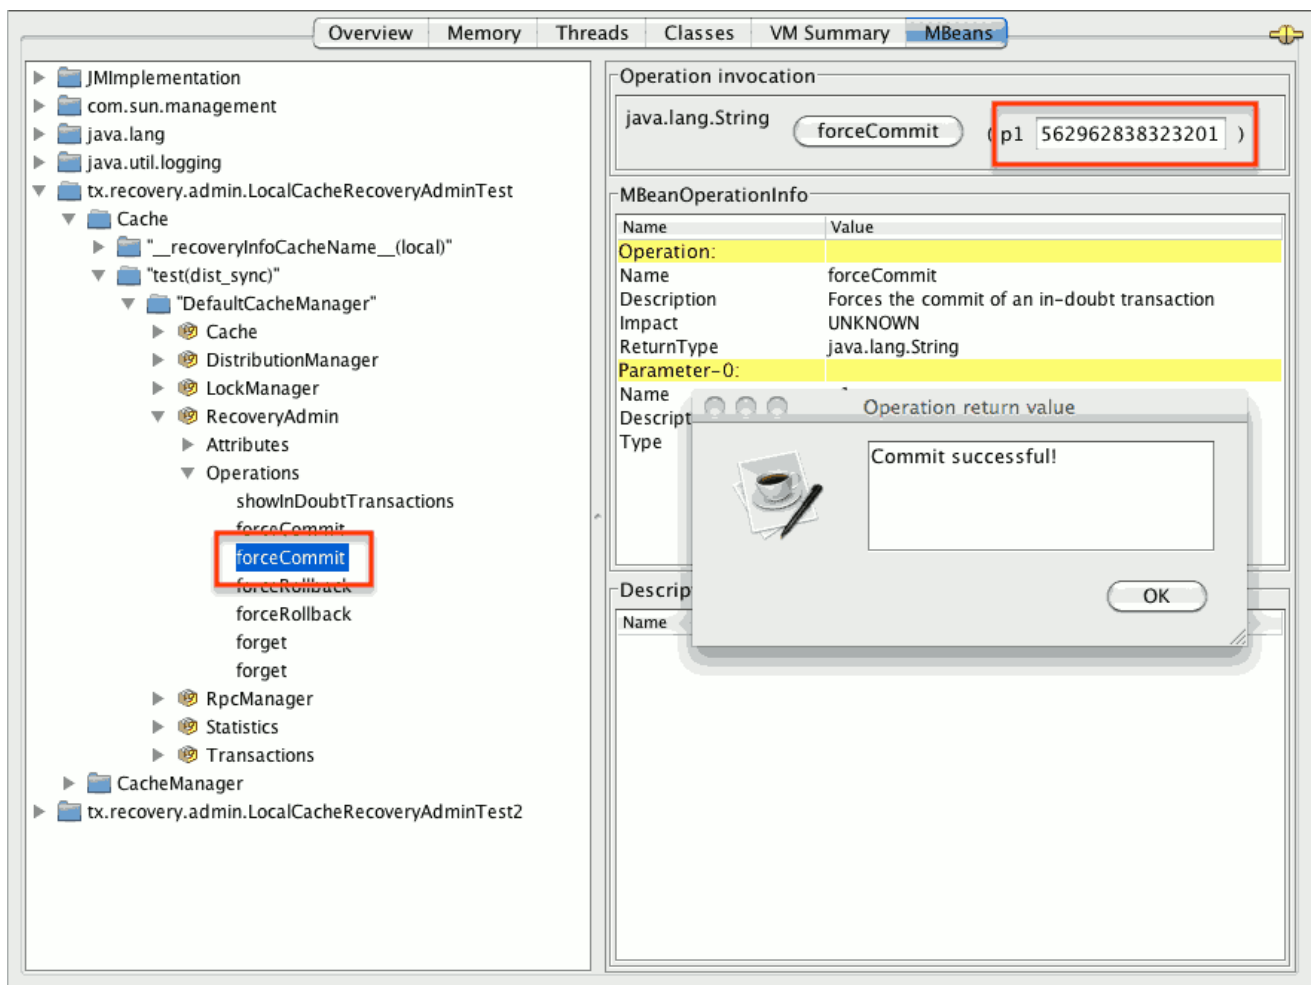 Overview Memory Threads Classes VM Summary MBeans
JMImplementation
com.sun.management
java.lang
java.util.logging
tx.recovery.admin.LocalCacheRecoveryAdminTest
Cache
"__recoveryInfoCacheName__(local)"
"test(dist_sync)"
"DefaultCacheManager"
Cache
DistributionManager
LockManager
RecoveryAdmin
Attributes
Operations
showInDoubtTransactions
forceCommit
forceCommit
forceRollback
forceRollback
forget
forget
RpcManager
Statistics
Transactions
CacheManager
tx.recovery.admin.LocalCacheRecoveryAdminTest2
Operation invocation
java.lang.String forceCommit ( p1 562962838323201 )
MBeanOperationInfo
Name Value
Operation:
Name forceCommit
Description Forces the commit of an in-doubt transaction
Impact UNKNOWN
ReturnType java.lang.String
Parameter-0:
Name
Descript
Type
Operation return value
Commit successful!
OK
Descrip
Name